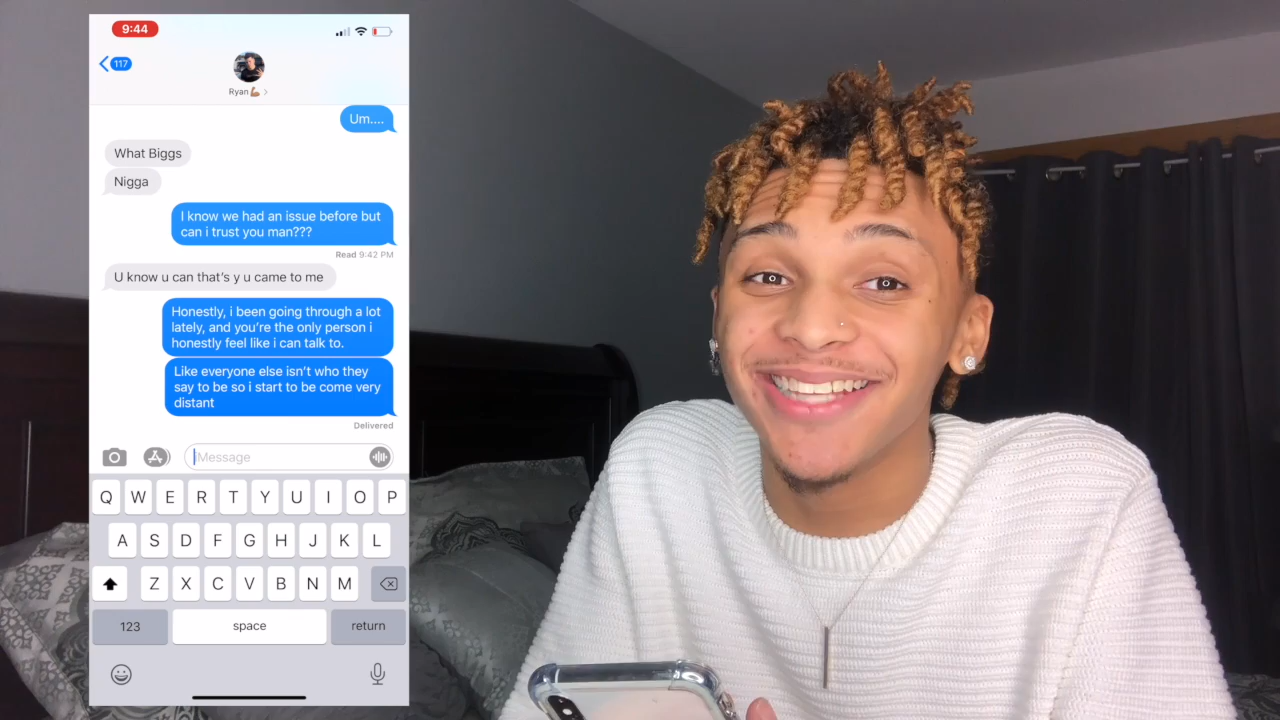 9:44
117
Ryan💪🏽 >
Um....
What Biggs
Nigga
I know we had an issue before but
can i trust you man???
Read 9:42 PM
U know u can that's y u came to me
Honestly, i been going through a lot
lately, and you're the only person i
honestly feel like i can talk to.
Like everyone else isn't who they
say to be so i start to be come very
distant
Delivered
Message
Q W E R T Y U I O P
A S D F G H J K L
Z X C V B N M
123 space return